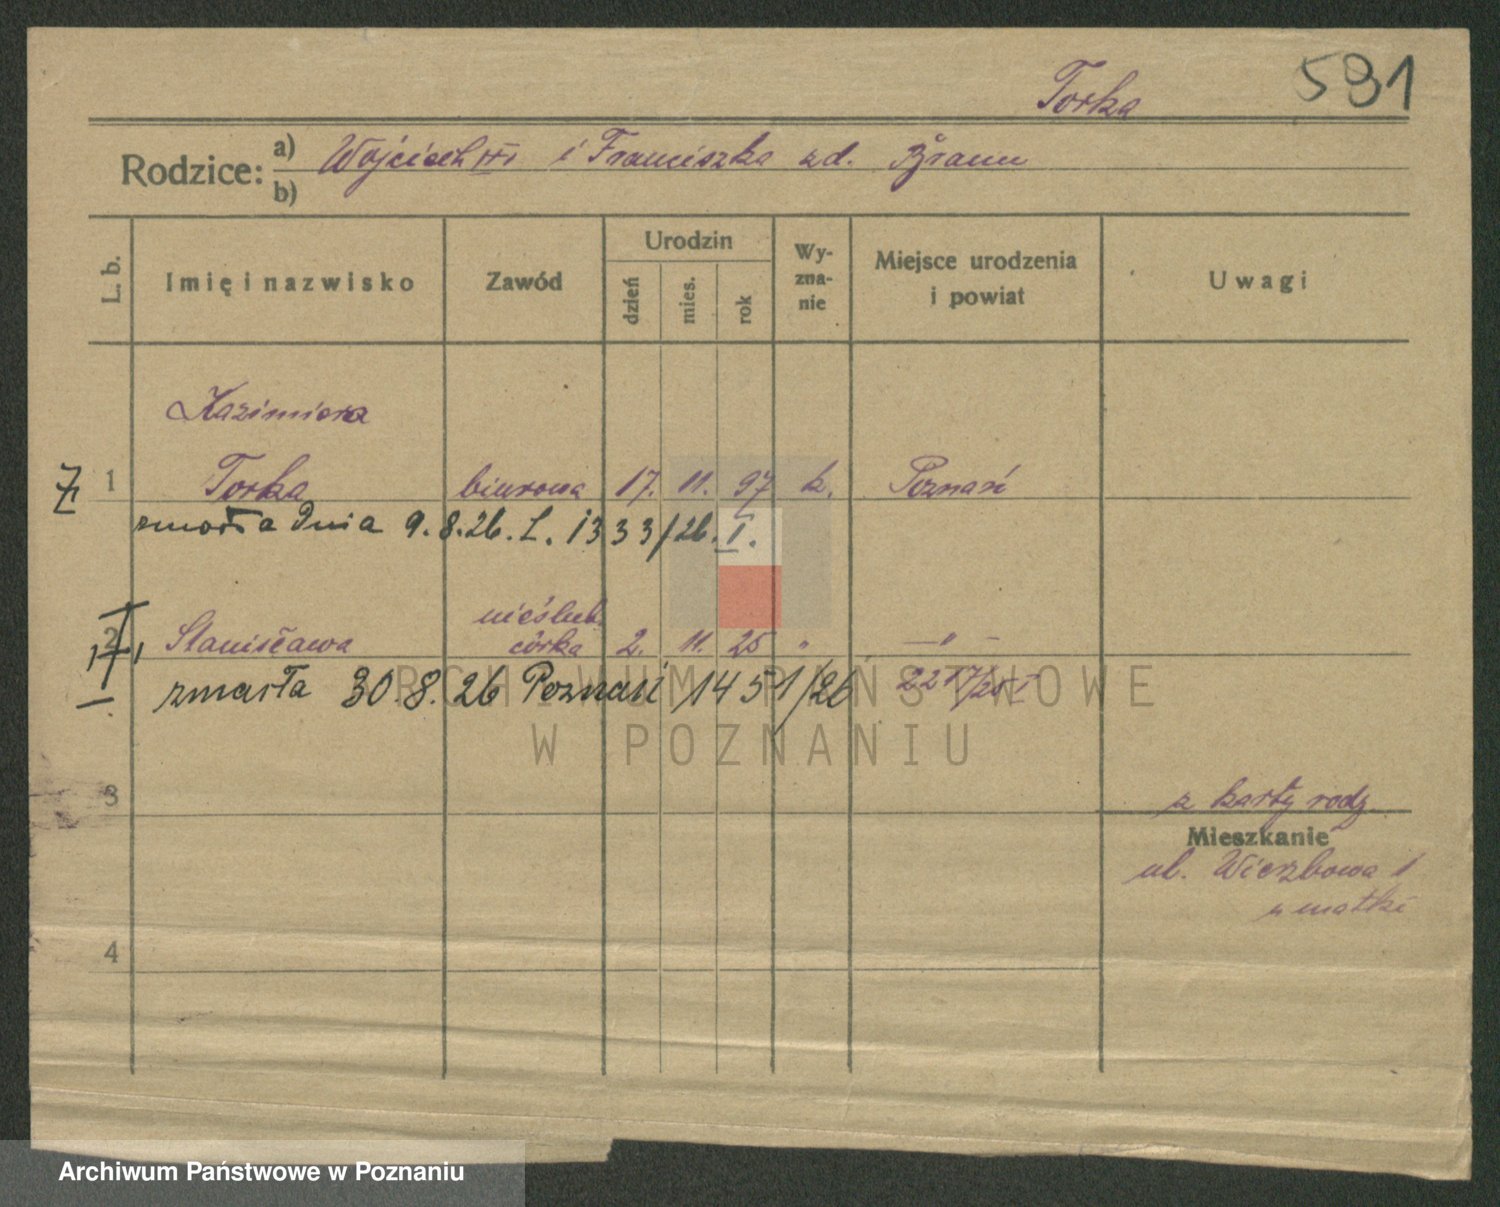 Torka 591
Rodzice: a) Wojciech i Franciszka zd.
b)
L. b. Imię i nazwisko Zawód Urodzin dzień mies. rok Wy-zna-nie Miejsce urodzenia i powiat Uwagi
Kazimiera
1 Torka biurowa 17. 11. 97 k. Poznań
zmarła dnia 9.8.26. L. 1333/26. I.
nieślub.
2 Stanisława córka 2. 11. 25 " — " —
zmarła 30.8.26 Poznań 1451/26 2217/25 I
ARCHIWUM PAŃSTWOWE
W POZNANIU
3 z karty rodz.
Mieszkanie
ul. Wierzbowa 1
u matki
4
Archiwum Państwowe w Poznaniu